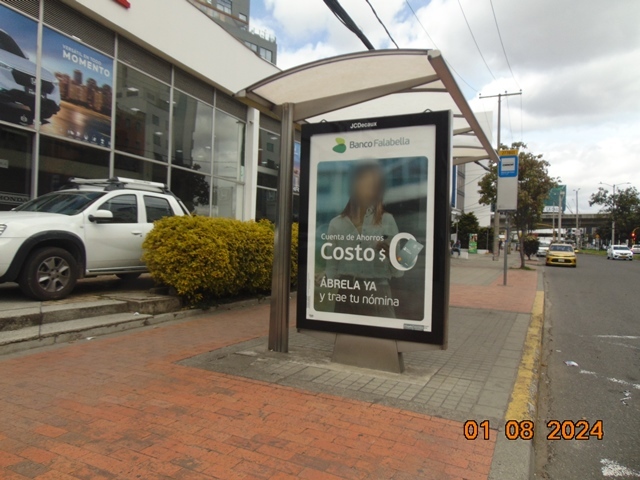 MOMENTO
JCDecaux
Banco Falabella
Cuenta de Ahorros
Costo $0
ÁBRELA YA
y trae tu nómina
01 08 2024